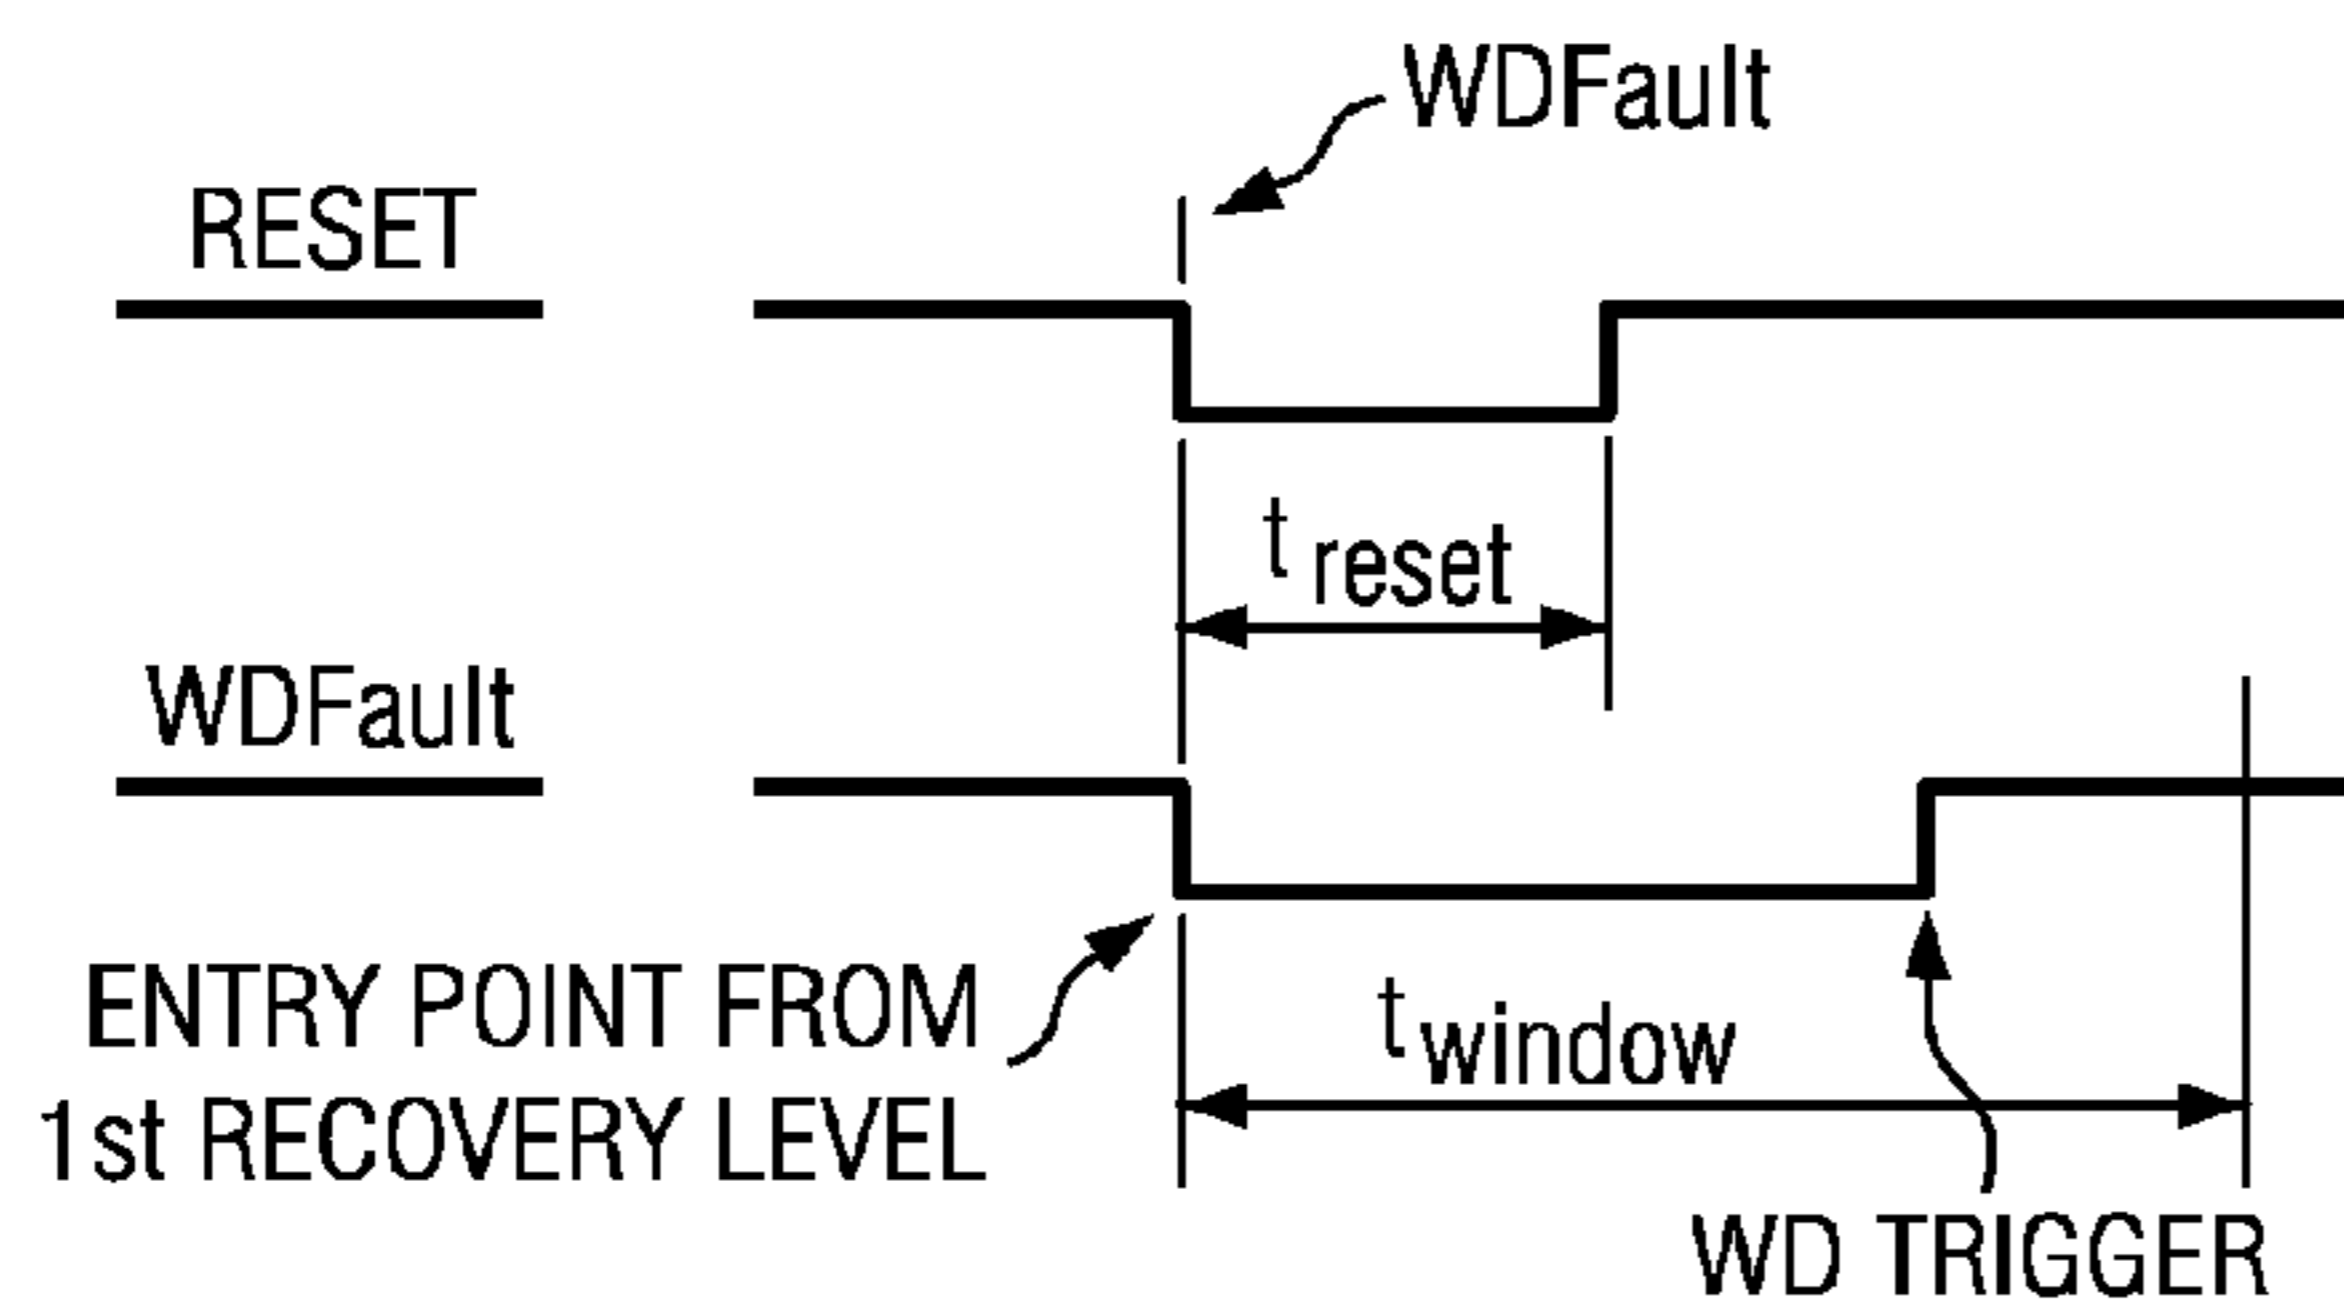 WDFault
RESET
t reset
WDFault
ENTRY POINT FROM
1st RECOVERY LEVEL
t window
WD TRIGGER